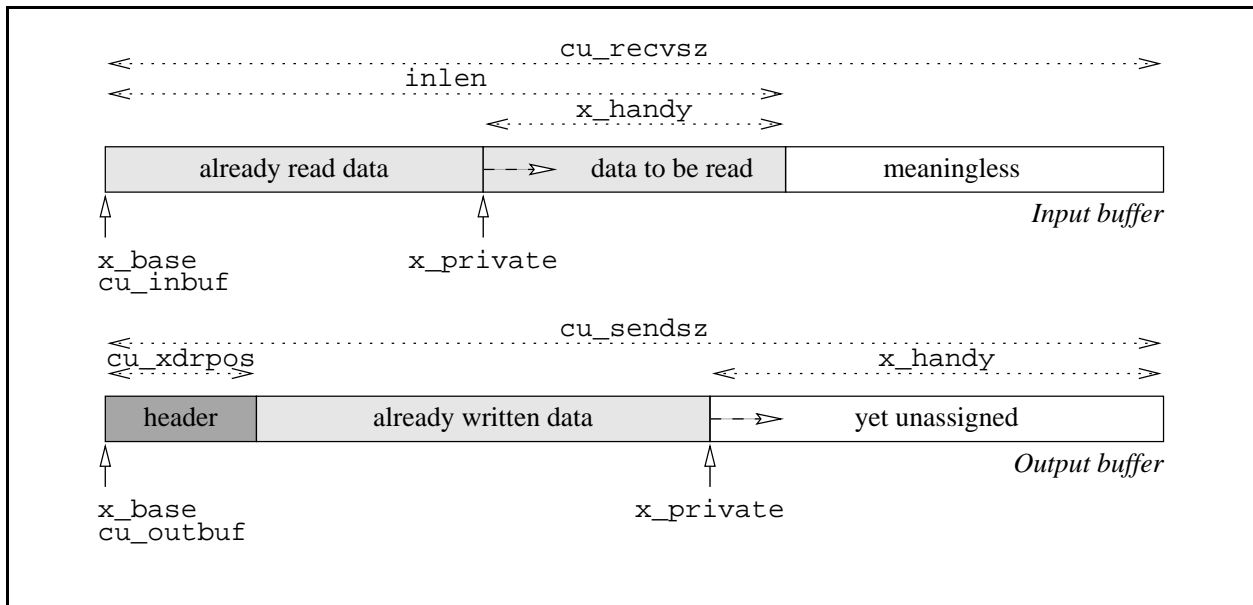 cu_recvsz
inlen
x_handy
already read data data to be read meaningless
Input buffer
x_base x_private
cu_inbuf
cu_sendsz
cu_xdrpos x_handy
header already written data yet unassigned
Output buffer
x_base x_private
cu_outbuf